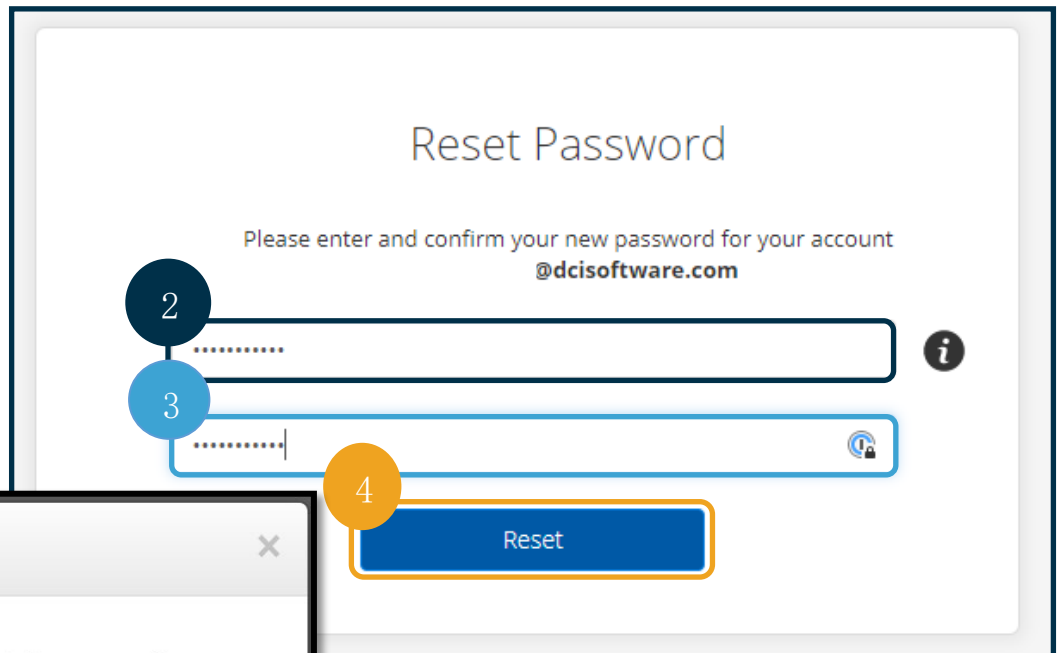 Reset Password
Please enter and confirm your new password for your account
@dcisoftware.com
2
•••••••••••
i
3
•••••••••••
4
Reset
×